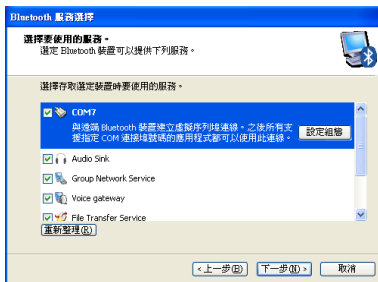 Bluetooth 服務選擇
選擇要使用的服務。
選定 Bluetooth 裝置可以提供下列服務。
選擇存取選定裝置時要使用的服務。
COM7
與遠端 Bluetooth 裝置建立虛擬序列埠連線。之後所有支
援指定 COM 連接埠號碼的應用程式都可以使用此連線。
設定組態
Audio Sink
Group Network Service
Voice gateway
File Transfer Service
重新整理(R)
<上一步(B)
下一步(N)>
取消